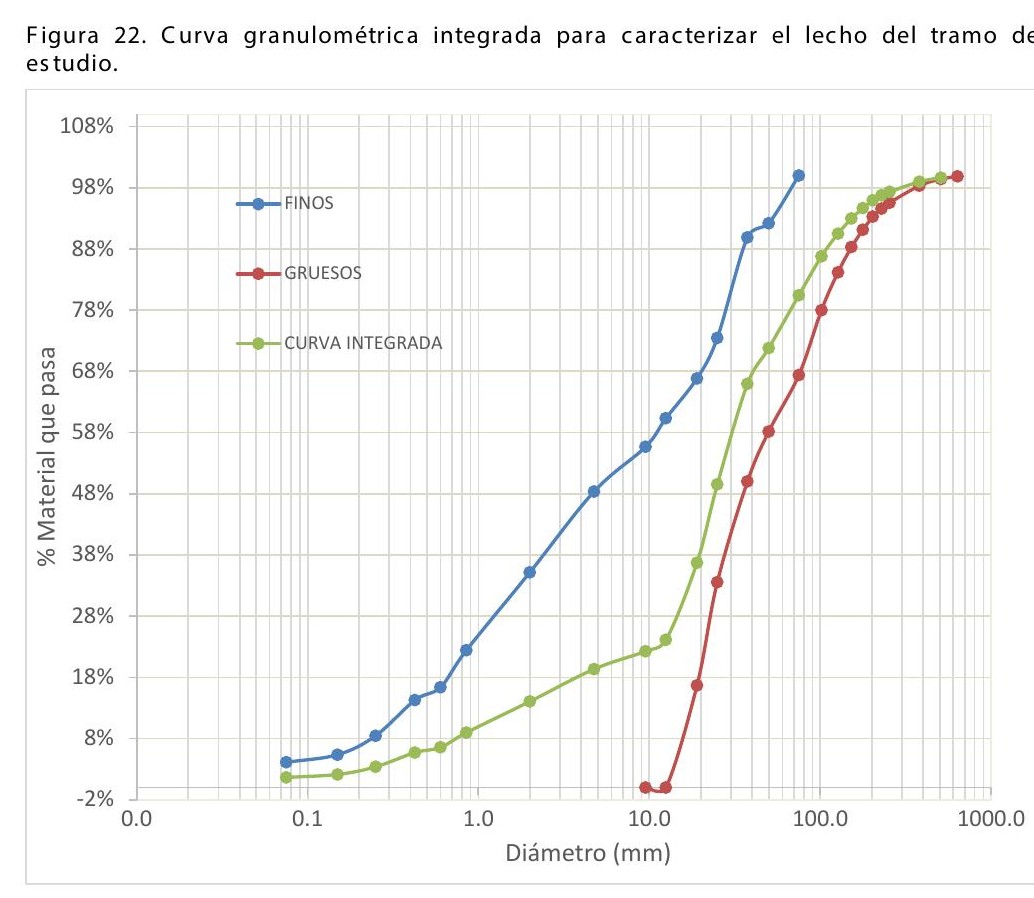 Figura 22. Curva granulométrica integrada para caracterizar el lecho del tramo de
estudio.
108%
98%
88%
78%
68%
58%
48%
38%
28%
18%
8%
-2%
% Material que pasa
FINOS
GRUESOS
CURVA INTEGRADA
0.0 0.1 1.0 10.0 100.0 1000.0
Diámetro (mm)